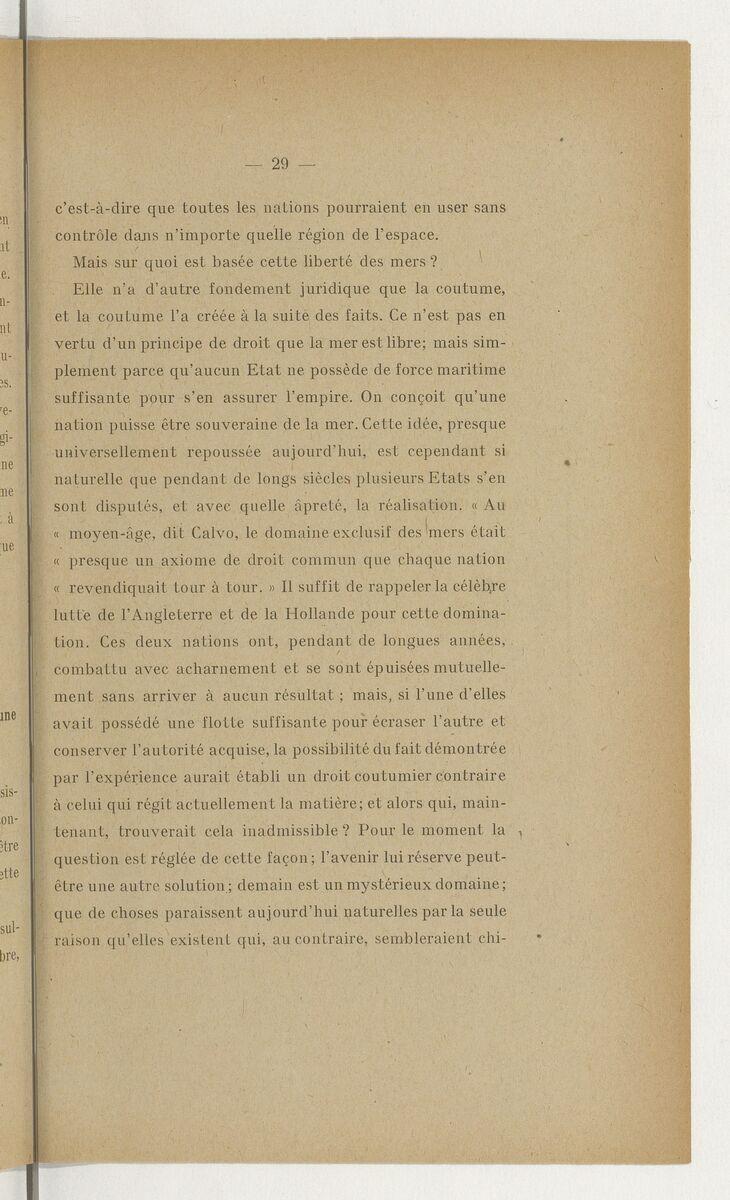 — 29 —
c'est-à-dire que toutes les nations pourraient en user sans
contrôle dans n'importe quelle région de l'espace.
Mais sur quoi est basée cette liberté des mers ?
Elle n'a d'autre fondement juridique que la coutume,
et la coutume l'a créée à la suite des faits. Ce n'est pas en
vertu d'un principe de droit que la mer est libre; mais sim-
plement parce qu'aucun Etat ne possède de force maritime
suffisante pour s'en assurer l'empire. On conçoit qu'une
nation puisse être souveraine de la mer. Cette idée, presque
universellement repoussée aujourd'hui, est cependant si
naturelle que pendant de longs siècles plusieurs Etats s'en
sont disputés, et avec quelle âpreté, la réalisation. « Au
« moyen-âge, dit Calvo, le domaine exclusif des mers était
« presque un axiome de droit commun que chaque nation
« revendiquait tour à tour. » Il suffit de rappeler la célèbre
lutte de l'Angleterre et de la Hollande pour cette domina-
tion. Ces deux nations ont, pendant de longues années,
combattu avec acharnement et se sont épuisées mutuelle-
ment sans arriver à aucun résultat ; mais, si l'une d'elles
avait possédé une flotte suffisante pour écraser l'autre et
conserver l'autorité acquise, la possibilité du fait démontrée
par l'expérience aurait établi un droit coutumier contraire
à celui qui régit actuellement la matière; et alors qui, main-
tenant, trouverait cela inadmissible ? Pour le moment la
question est réglée de cette façon; l'avenir lui réserve peut-
être une autre solution; demain est un mystérieux domaine;
que de choses paraissent aujourd'hui naturelles par la seule
raison qu'elles existent qui, au contraire, sembleraient chi-